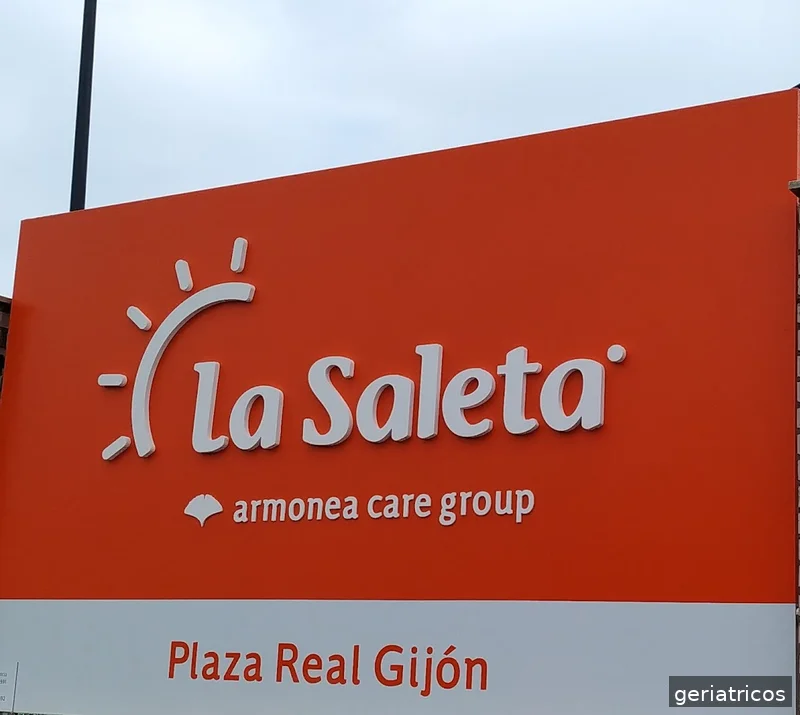 la Saleta
armonea care group
Plaza Real Gijón
geriatricos